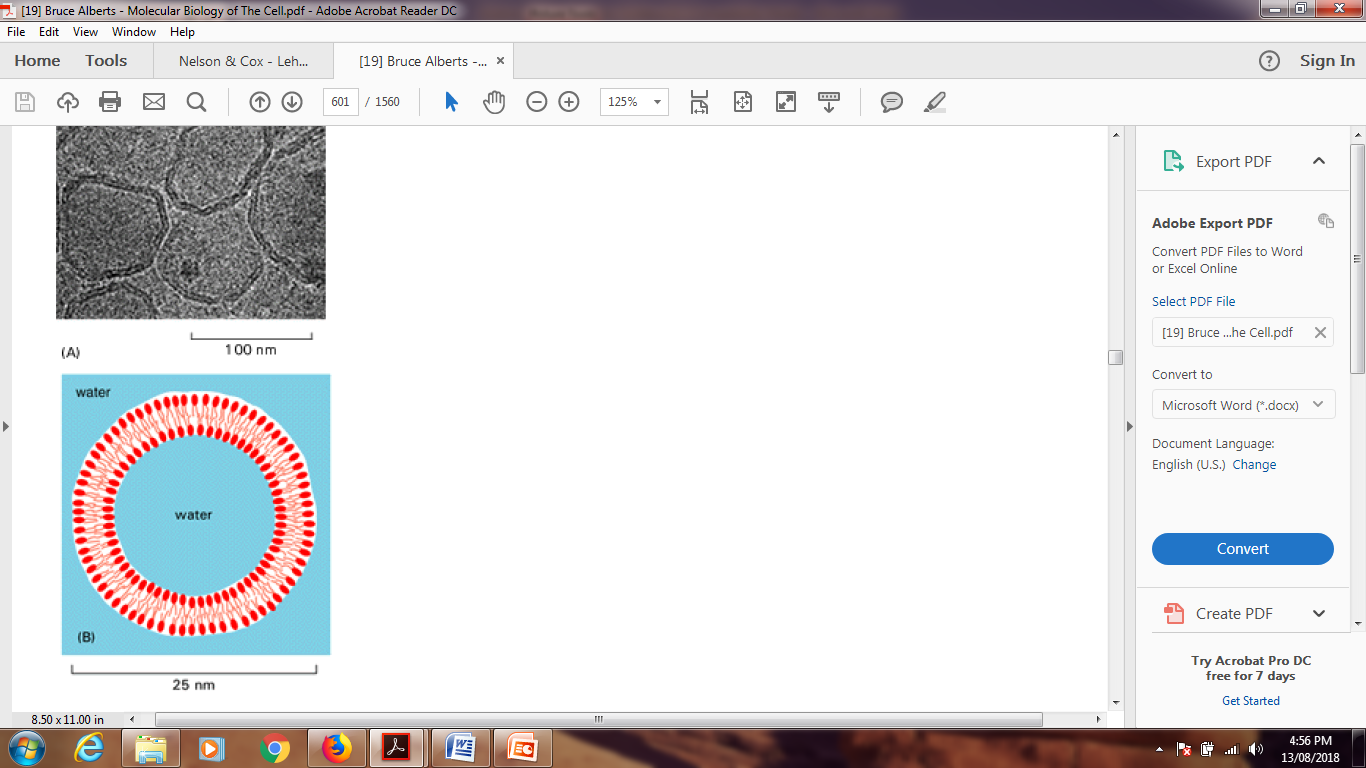 [19] Bruce Alberts - Molecular Biology of The Cell.pdf - Adobe Acrobat Reader DC
File Edit View Window Help
Home Tools Nelson & Cox - Leh... [19] Bruce Alberts -... × ? Sign In
601 / 1560 125%
100 nm
(A)
water
water
(B)
25 nm
8.50 x 11.00 in
Export PDF
Adobe Export PDF
Convert PDF Files to Word
or Excel Online
Select PDF File
[19] Bruce ...he Cell.pdf
Convert to
Microsoft Word (*.docx)
Document Language:
English (U.S.) Change
Convert
Create PDF
Try Acrobat Pro DC
free for 7 days
Get Started
4:56 PM
13/08/2018